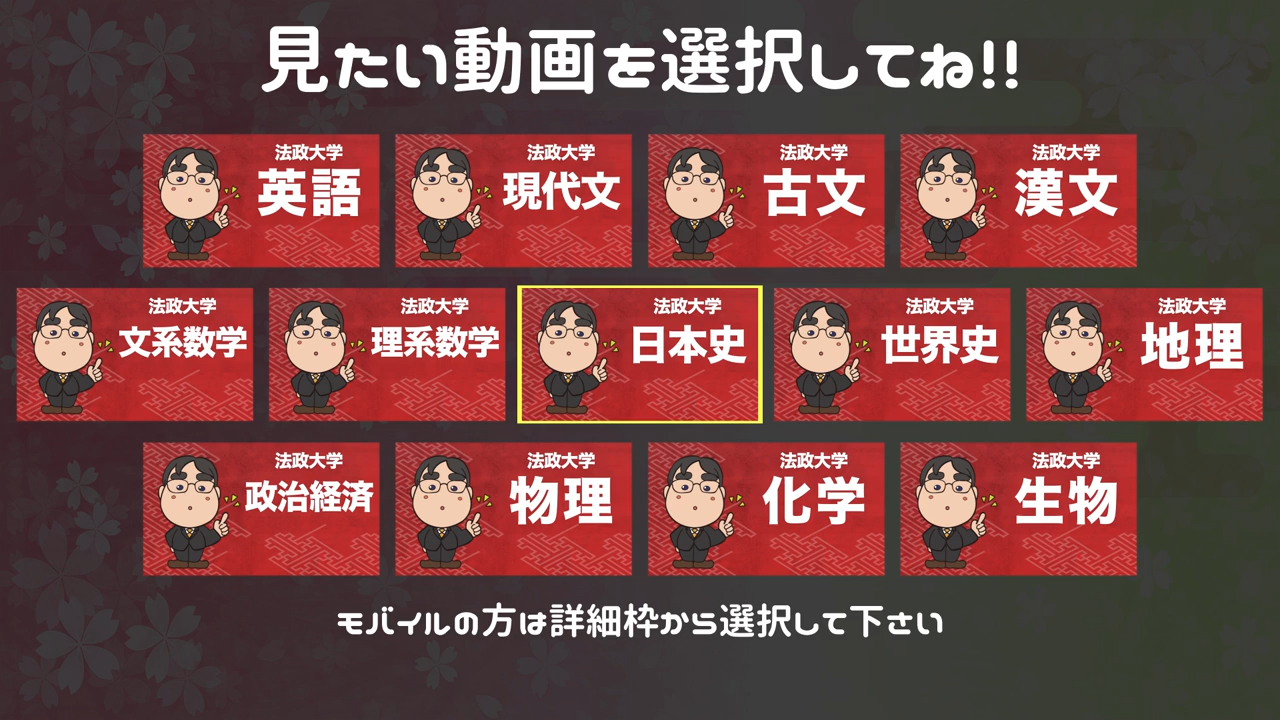 見たい動画を選択してね!!
法政大学
英語
法政大学
現代文
法政大学
古文
法政大学
漢文
法政大学
文系数学
法政大学
理系数学
法政大学
日本史
法政大学
世界史
法政大学
地理
法政大学
政治経済
法政大学
物理
法政大学
化学
法政大学
生物
モバイルの方は詳細枠から選択して下さい